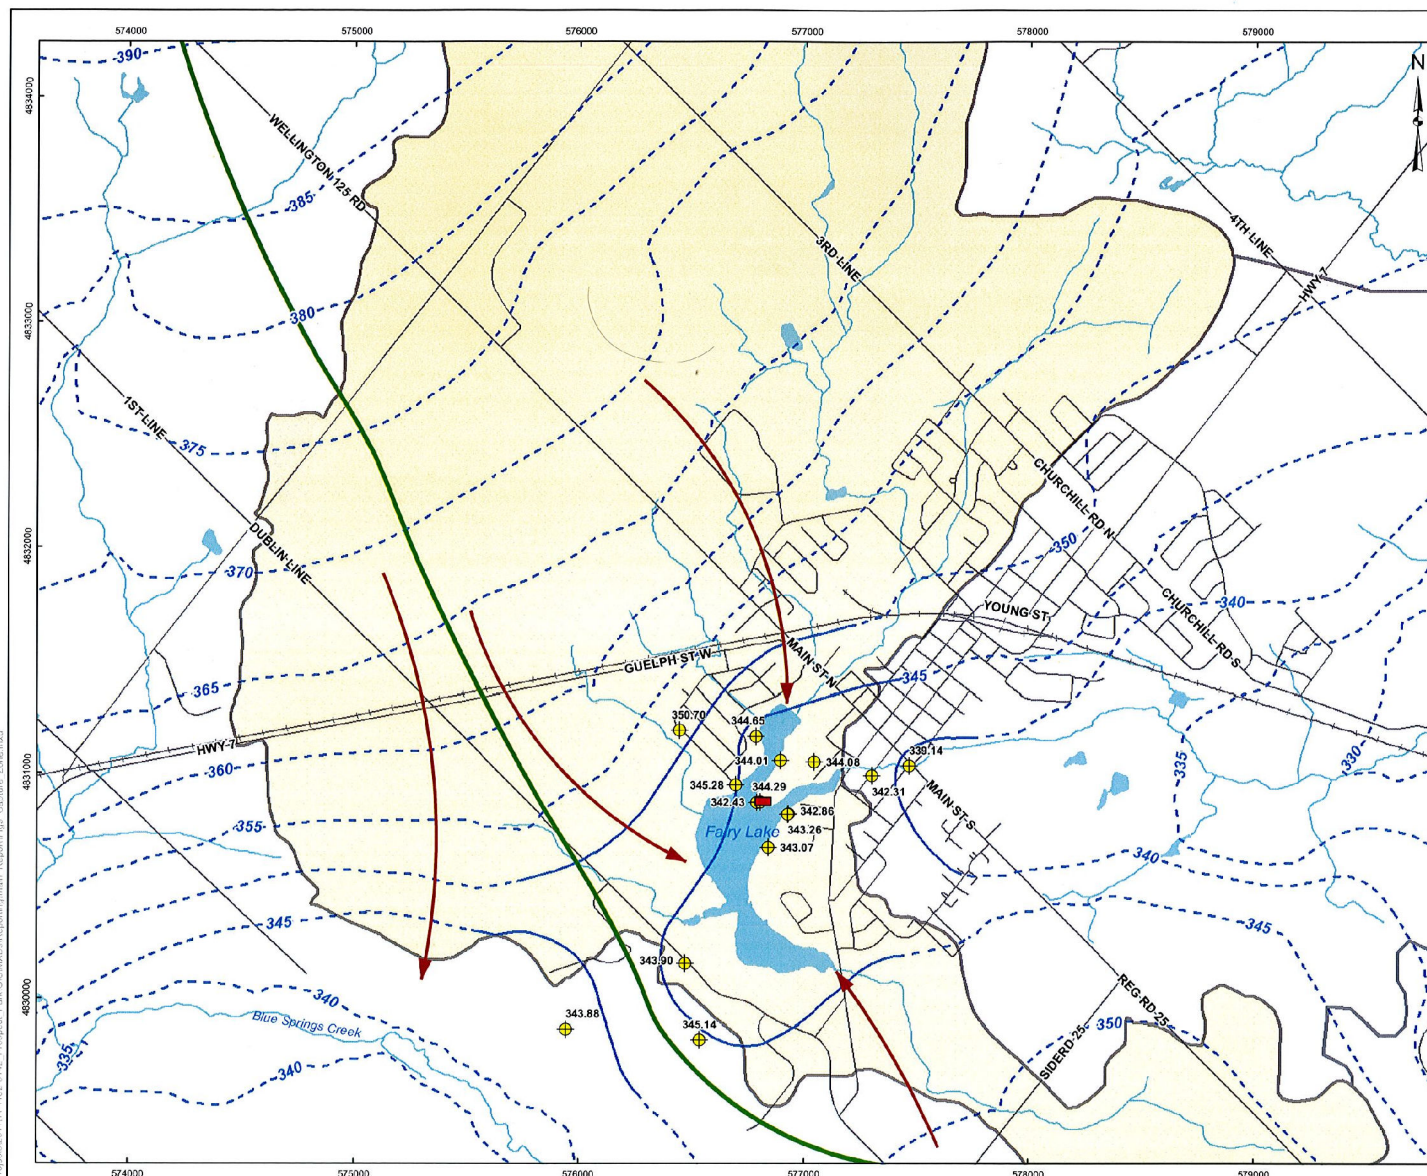 574000 575000 576000 577000 578000 579000
N
390
4834000
WELLINGTON 125 RD
385
3RD LINE
4TH LINE
HWY 7
380
4833000
1ST LINE
375
CHURCHILL RD N
DUBLIN LINE
4832000
370
350
YOUNG ST
CHURCHILL RD S
340
GUELPH ST W
MAIN ST N
365
345
350.70
344.65
HWY 7
339.14
330
335
344.01
344.08
360
4831000
345.28
344.29
342.31
342.43
342.86
MAIN ST S
355
Fairy Lake
343.26
343.07
340
345
345
343.90
REG RD 25
340
4830000
343.88
Blue Springs Creek
345.14
350
SIDERD 25
335
340
574000 575000 576000 577000 578000 579000